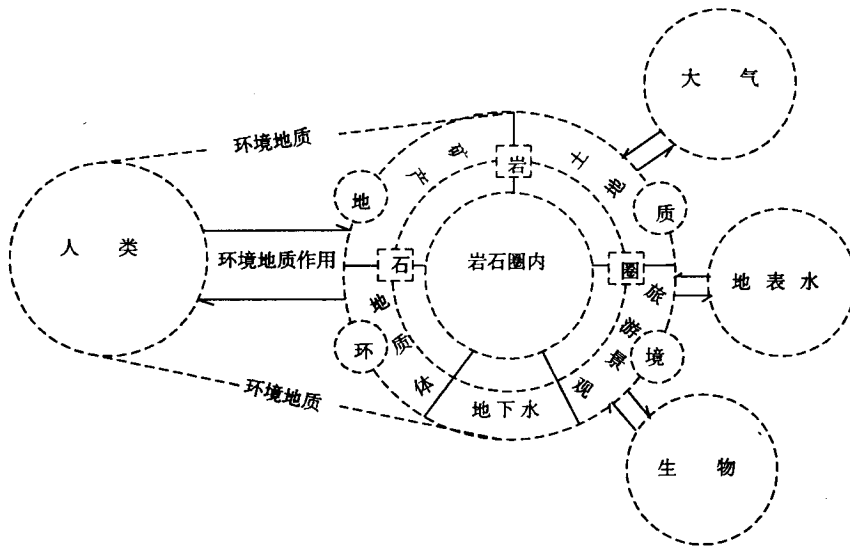 大 气
环境地质
矿产
岩
土地
地
质
人 类
环境地质作用
石
岩石圈内
圈
地表水
旅游景观
地质体
环
境
环境地质
地下水
生 物